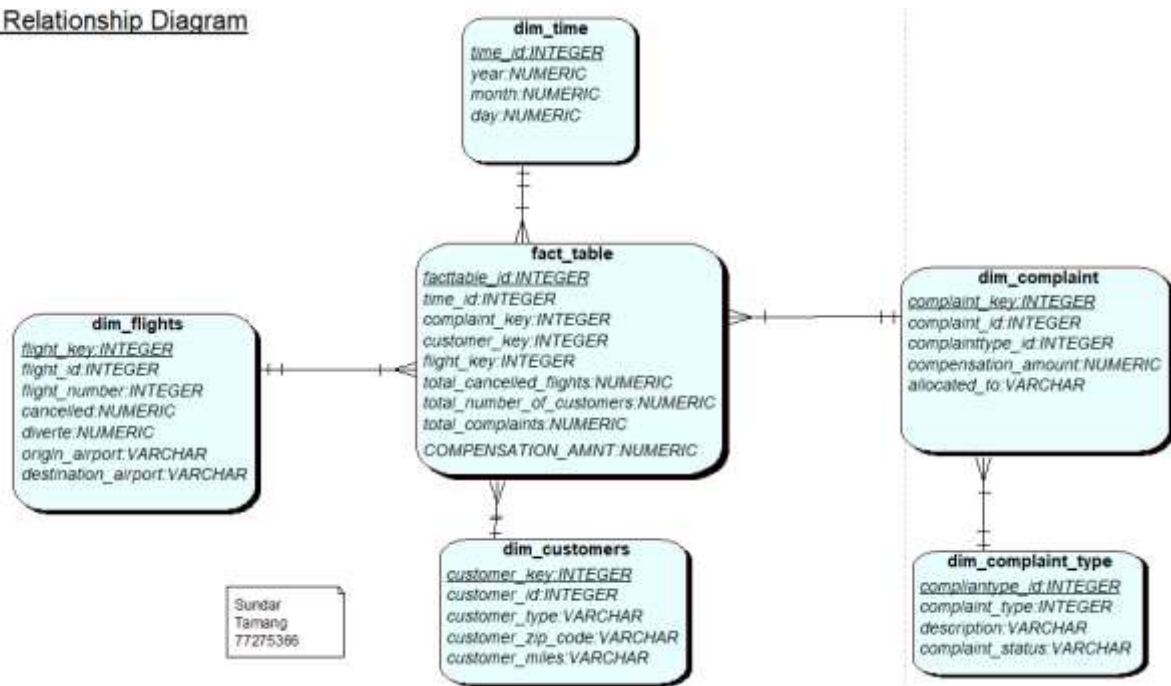 Relationship Diagram
dim_time
time_id:INTEGER
year:NUMERIC
month:NUMERIC
day:NUMERIC
fact_table
facttable_id:INTEGER
time_id:INTEGER
complaint_key:INTEGER
customer_key:INTEGER
flight_key:INTEGER
total_cancelled_flights:NUMERIC
total_number_of_customers:NUMERIC
total_complaints:NUMERIC
COMPENSATION_AMNT:NUMERIC
dim_complaint
complaint_key:INTEGER
complaint_id:INTEGER
complainttype_id:INTEGER
compensation_amount:NUMERIC
allocated_to:VARCHAR
dim_flights
flight_key:INTEGER
flight_id:INTEGER
flight_number:INTEGER
cancelled:NUMERIC
diverte:NUMERIC
origin_airport:VARCHAR
destination_airport:VARCHAR
dim_customers
customer_key:INTEGER
customer_id:INTEGER
customer_type:VARCHAR
customer_zip_code:VARCHAR
customer_miles:VARCHAR
dim_complaint_type
compliantype_id:INTEGER
complaint_type:INTEGER
description:VARCHAR
complaint_status:VARCHAR
Sundar
Tamang
77275366